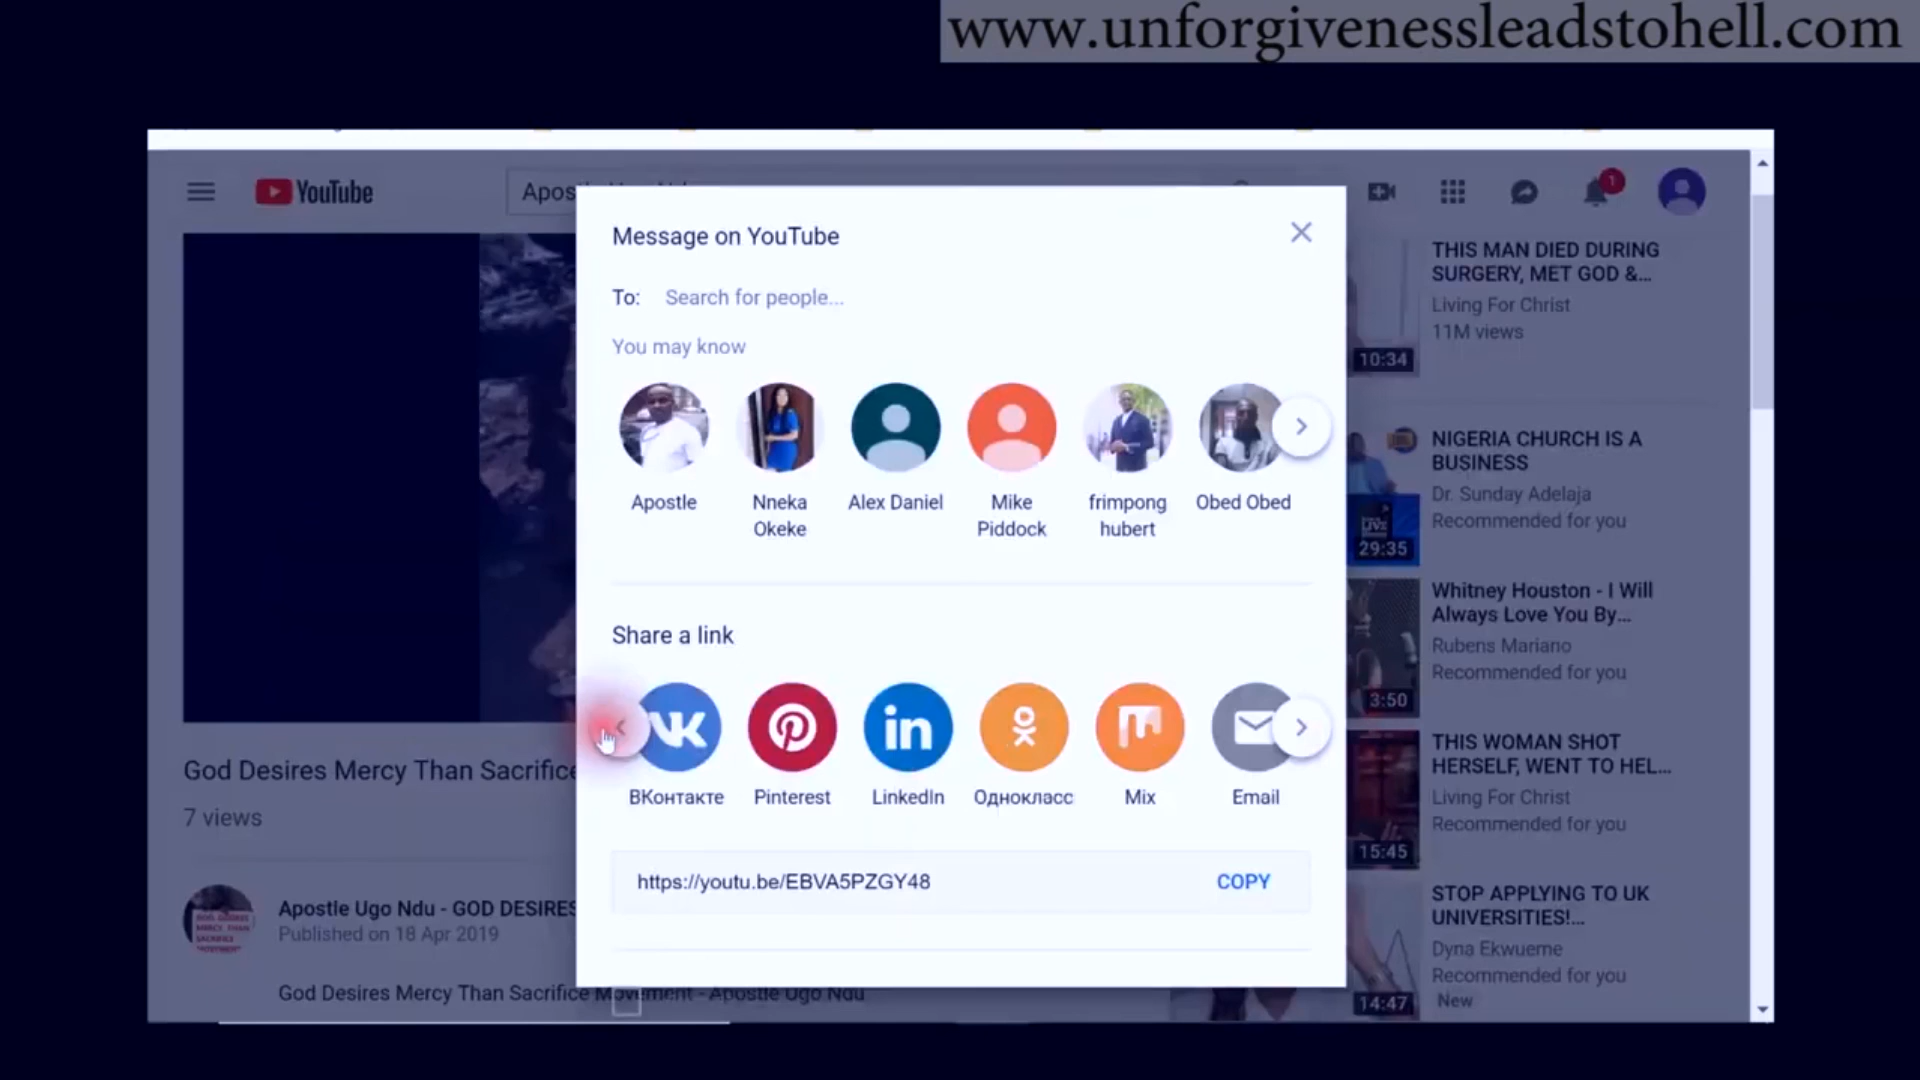 www.unforgivenessleadstohell.com
YouTube
1
Message on YouTube
To: Search for people...
You may know
Apostle
Nneka
Okeke
Alex Daniel
Mike
Piddock
frimpong
hubert
Obed Obed
Share a link
ВКонтакте
Pinterest
in
LinkedIn
Однокласс
Mix
Email
https://youtu.be/EBVA5PZGY48
COPY
God Desires Mercy Than Sacrifice
7 views
Apostle Ugo Ndu - GOD DESIRES
Published on 18 Apr 2019
God Desires Mercy Than Sacrifice Movement - Apostle Ugo Ndu
THIS MAN DIED DURING
SURGERY, MET GOD &...
Living For Christ
11M views
10:34
NIGERIA CHURCH IS A
BUSINESS
Dr. Sunday Adelaja
Recommended for you
LIVE
29:35
Whitney Houston - I Will
Always Love You By...
Rubens Mariano
Recommended for you
3:50
THIS WOMAN SHOT
HERSELF, WENT TO HEL...
Living For Christ
Recommended for you
15:45
STOP APPLYING TO UK
UNIVERSITIES!...
Dyna Ekwueme
Recommended for you
New
14:47